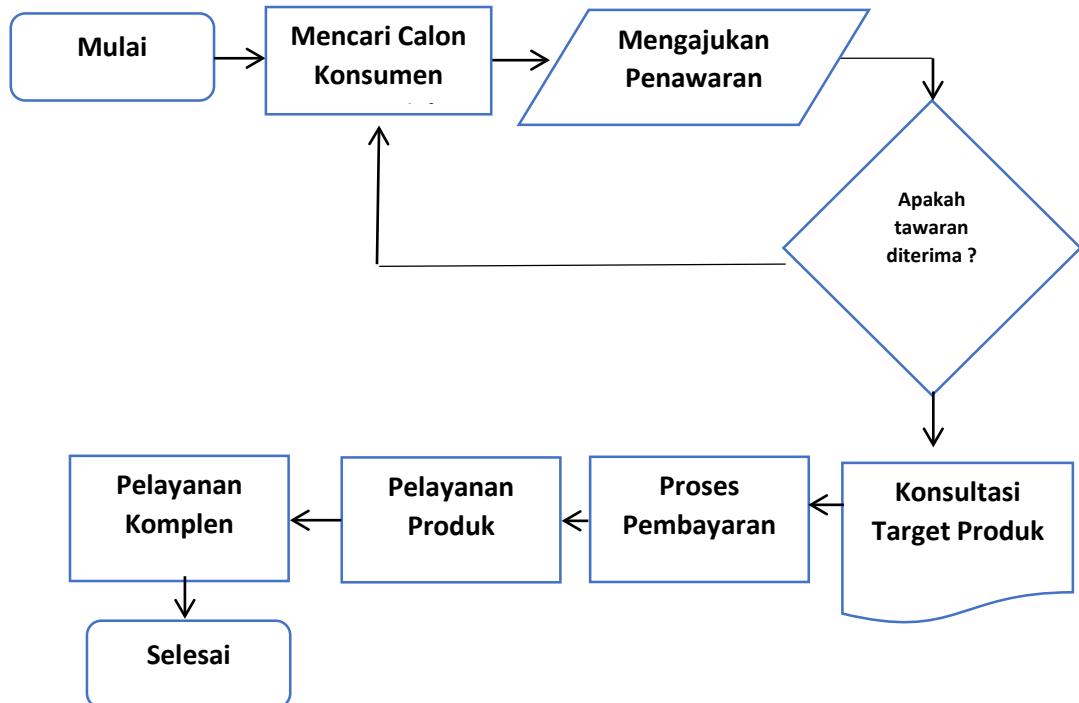 Mulai
Mencari Calon
Konsumen
Mengajukan
Penawaran
Apakah
tawaran
diterima ?
Pelayanan
Komplen
Pelayanan
Produk
Proses
Pembayaran
Konsultasi
Target Produk
Selesai